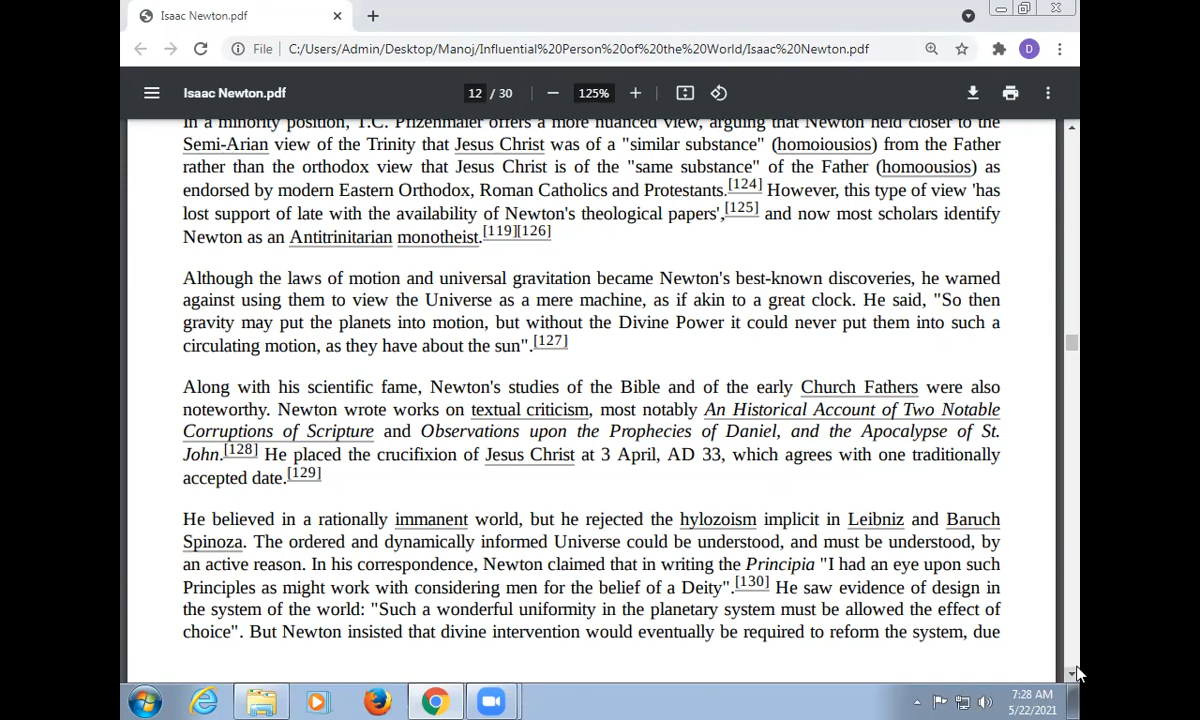 Isaac Newton.pdf
File
C:/Users/Admin/Desktop/Manoj/Influential%20Person%20of%20the%20World/Isaac%20Newton.pdf
D
Isaac Newton.pdf
12 / 30
125%
In a minority position, T.C. Pfizenmaier offers a more nuanced view, arguing that Newton held closer to the
Semi-Arian view of the Trinity that Jesus Christ was of a "similar substance" (homoiousios) from the Father
rather than the orthodox view that Jesus Christ is of the "same substance" of the Father (homoousios) as
endorsed by modern Eastern Orthodox, Roman Catholics and Protestants.[124] However, this type of view 'has
lost support of late with the availability of Newton's theological papers',[125] and now most scholars identify
Newton as an Antitrinitarian monotheist.[119][126]
Although the laws of motion and universal gravitation became Newton's best-known discoveries, he warned
against using them to view the Universe as a mere machine, as if akin to a great clock. He said, "So then
gravity may put the planets into motion, but without the Divine Power it could never put them into such a
circulating motion, as they have about the sun".[127]
Along with his scientific fame, Newton's studies of the Bible and of the early Church Fathers were also
noteworthy. Newton wrote works on textual criticism, most notably An Historical Account of Two Notable
Corruptions of Scripture and Observations upon the Prophecies of Daniel, and the Apocalypse of St.
John.[128] He placed the crucifixion of Jesus Christ at 3 April, AD 33, which agrees with one traditionally
accepted date.[129]
He believed in a rationally immanent world, but he rejected the hylozoism implicit in Leibniz and Baruch
Spinoza. The ordered and dynamically informed Universe could be understood, and must be understood, by
an active reason. In his correspondence, Newton claimed that in writing the Principia "I had an eye upon such
Principles as might work with considering men for the belief of a Deity".[130] He saw evidence of design in
the system of the world: "Such a wonderful uniformity in the planetary system must be allowed the effect of
choice". But Newton insisted that divine intervention would eventually be required to reform the system, due
7:28 AM
5/22/2021